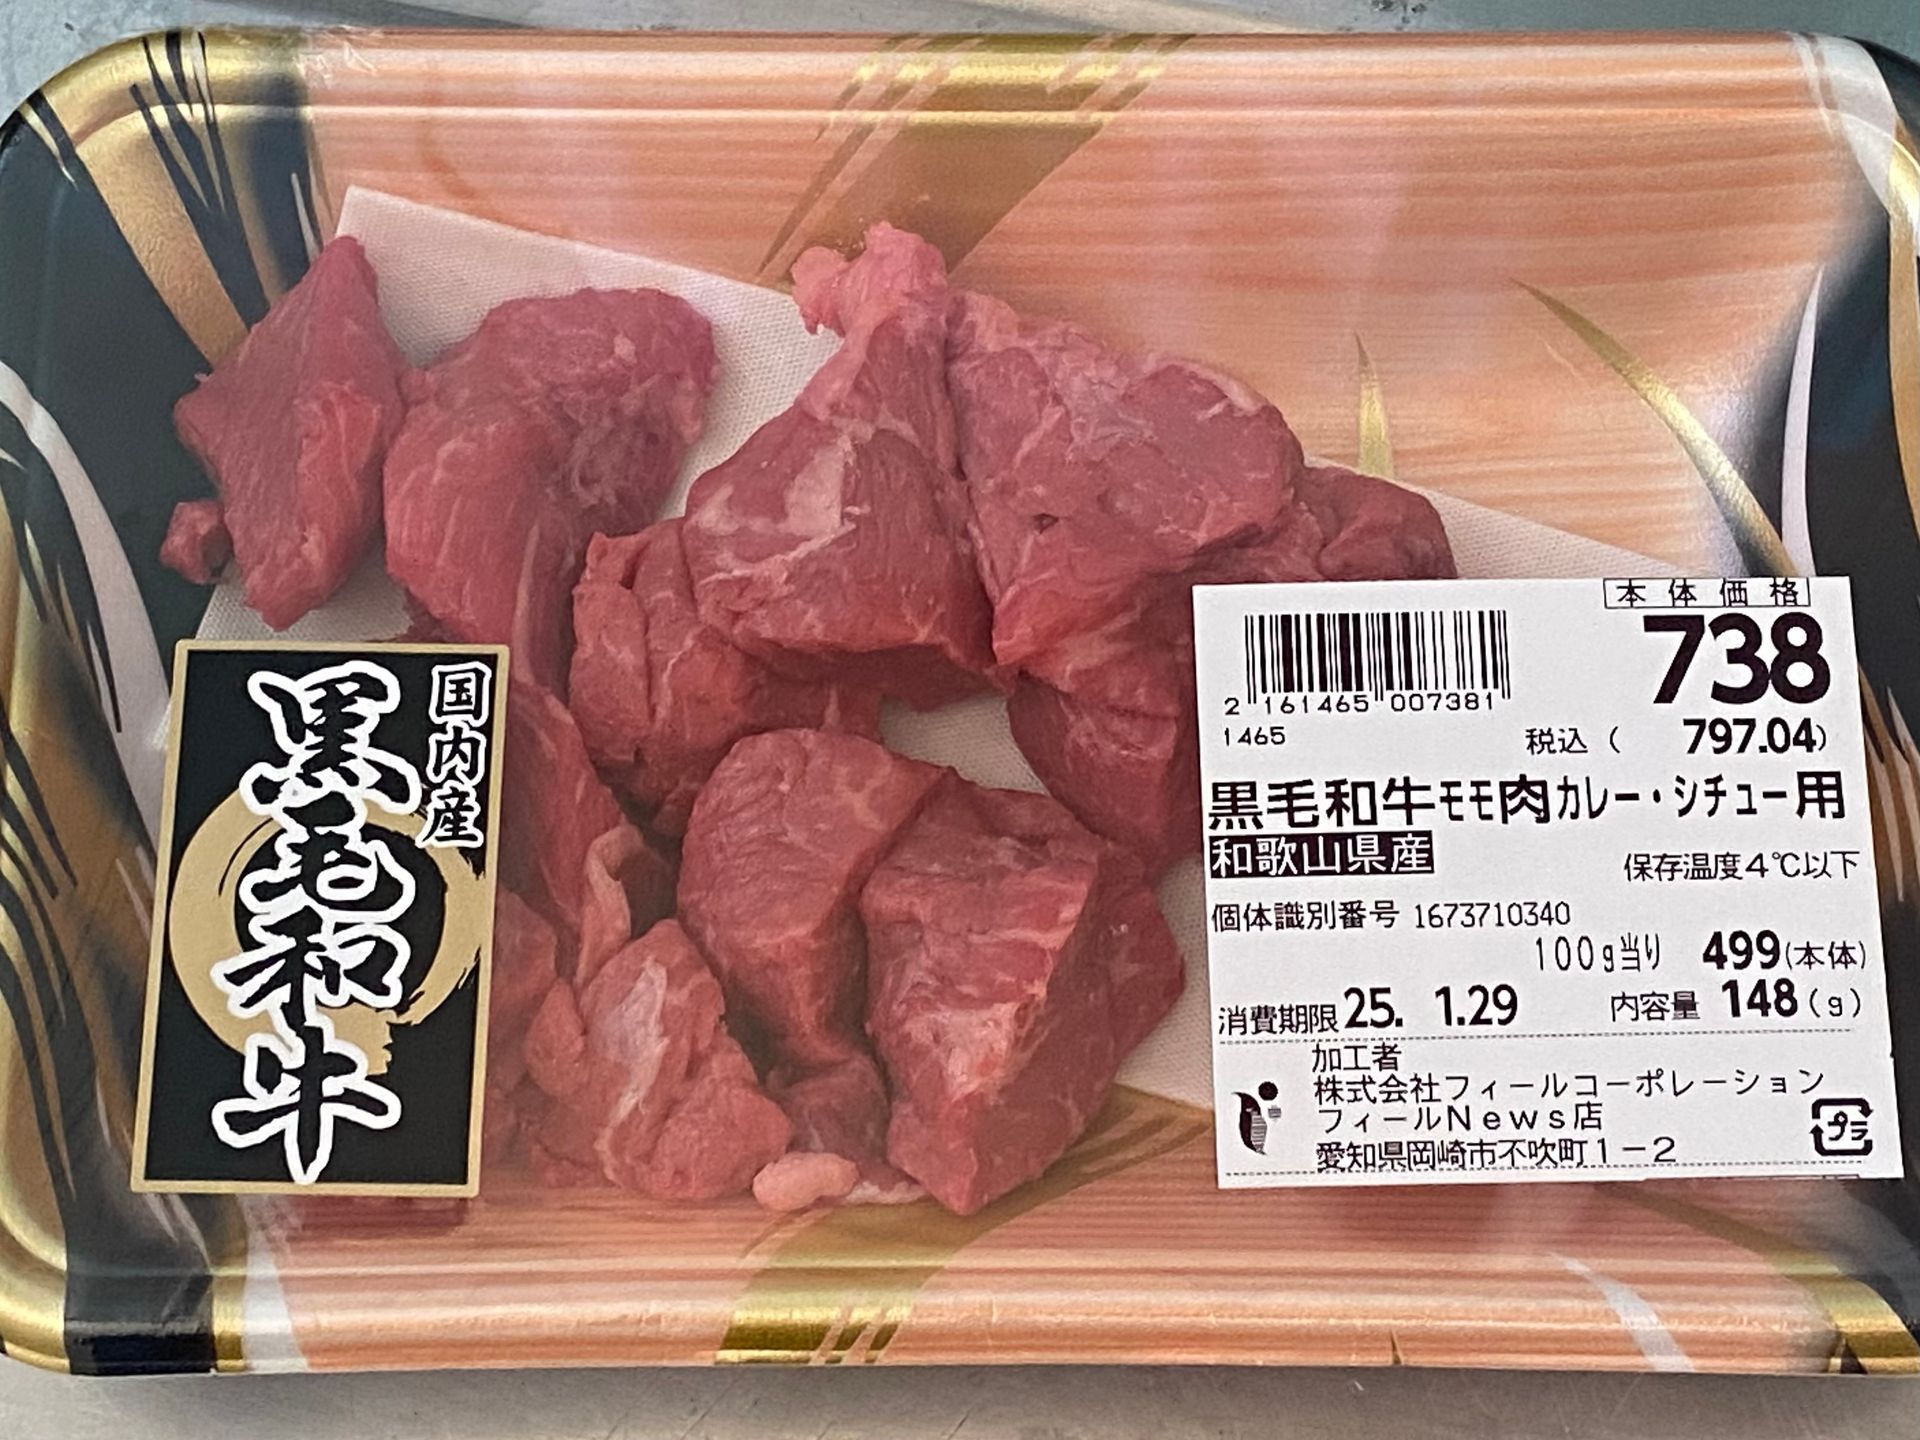 国内産
黒毛和牛
本体価格
738
2 161465 007381
1465
税込 ( 797.04)
黒毛和牛モモ肉カレー・シチュー用
和歌山県産
保存温度4℃以下
個体識別番号 1673710340
100g当り 499(本体)
消費期限 25. 1.29
内容量 148(g)
加工者
株式会社フィールコーポレーション
フィールNews店
愛知県岡崎市不吹町1-2
プラ